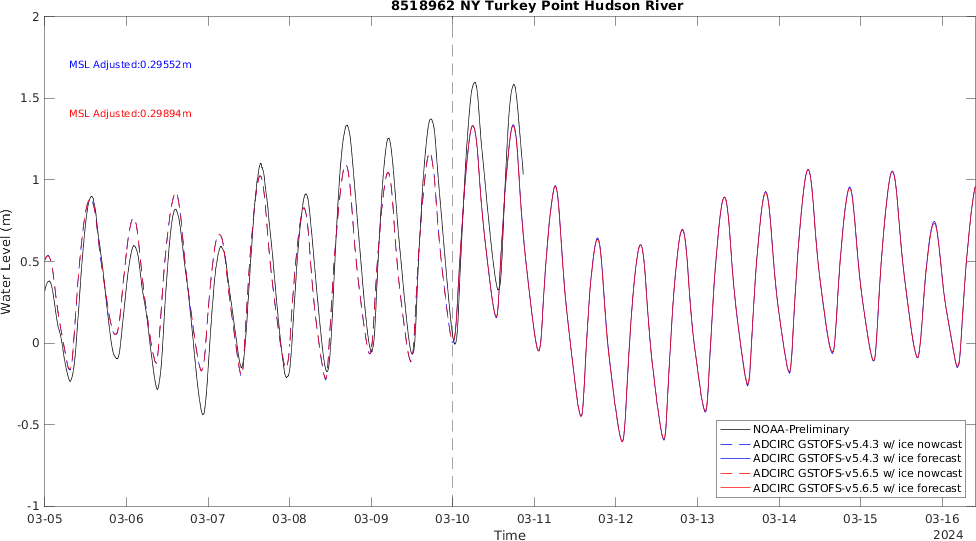 8518962 NY Turkey Point Hudson River
2
1.5
1
0.5
0
-0.5
-1
Water Level (m)
MSL Adjusted:0.29552m
MSL Adjusted:0.29894m
NOAA-Preliminary
ADCIRC GSTOFS-v5.4.3 w/ ice nowcast
ADCIRC GSTOFS-v5.4.3 w/ ice forecast
ADCIRC GSTOFS-v5.6.5 w/ ice nowcast
ADCIRC GSTOFS-v5.6.5 w/ ice forecast
03-05 03-06 03-07 03-08 03-09 03-10 03-11 03-12 03-13 03-14 03-15 03-16
Time
2024